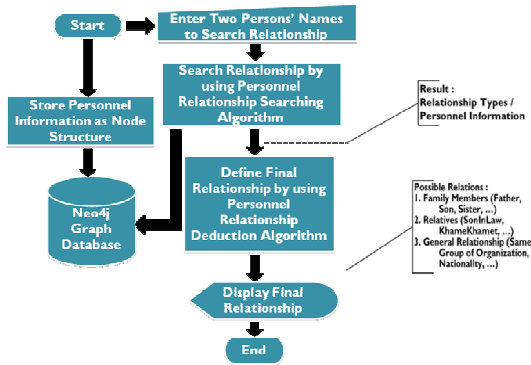 Start
Enter Two Persons' Names
to Search Relationship
Search Relationship by
using Personnel
Relationship Searching
Algorithm
Store Personnel
Information as Node
Structure
Neo4j
Graph
Database
Define Final
Relationship by using
Personnel
Relationship
Deduction Algorithm
Display Final
Relationship
End
Result :
Relationship Types /
Personnel Information
Possible Relations :
1. Family Members (Father,
Son, Sister, ...)
2. Relatives (SonInLaw,
KhameKhamet, ...)
3. General Relationship (Same
Group of Organization,
Nationality, ...)